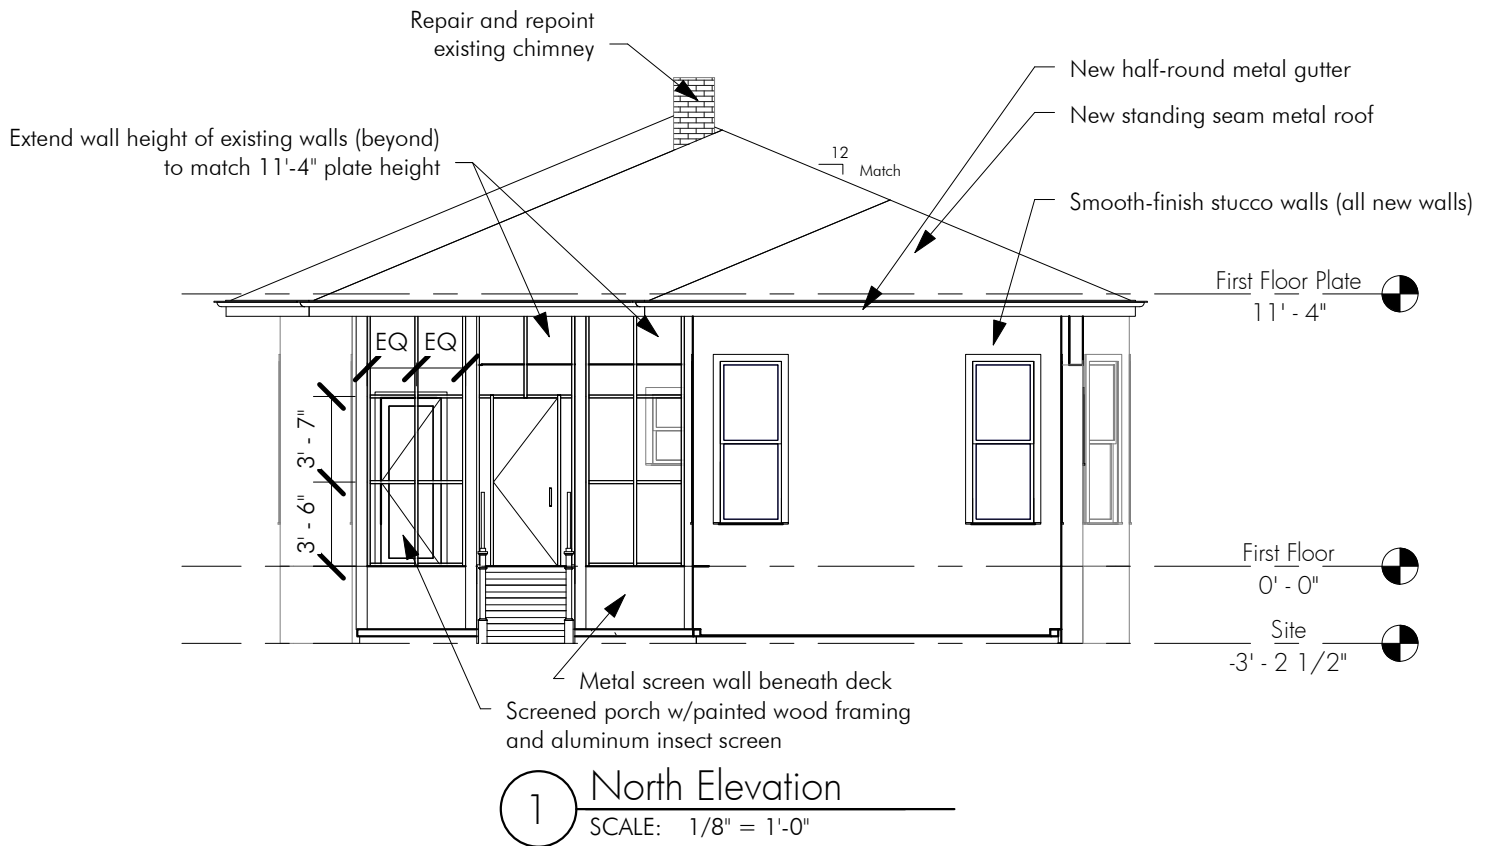 Repair and repoint
existing chimney
New half-round metal gutter
New standing seam metal roof
Extend wall height of existing walls (beyond)
to match 11'-4" plate height
12
Match
Smooth-finish stucco walls (all new walls)
First Floor Plate
11' - 4"
EQ EQ
3' - 7"
3' - 6"
First Floor
0' - 0"
Site
-3' - 2 1/2"
Metal screen wall beneath deck
Screened porch w/painted wood framing
and aluminum insect screen
1 North Elevation
SCALE: 1/8" = 1'-0"